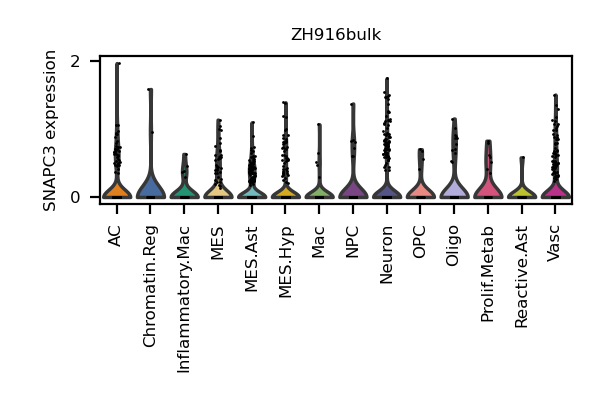 ZH916bulk
SNAPC3 expression
2
0
AC
Chromatin.Reg
Inflammatory.Mac
MES
MES.Ast
MES.Hyp
Mac
NPC
Neuron
OPC
Oligo
Prolif.Metab
Reactive.Ast
Vasc